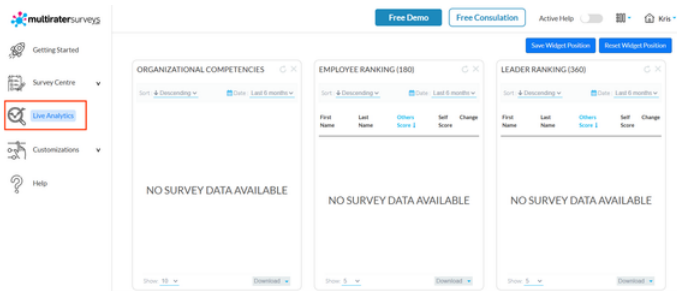 multiratersurveys
Free Demo
Free Consulation
Active Help
Kris
Getting Started
Survey Centre
Live Analytics
Customizations
Help
Save Widget Position
Reset Widget Position
ORGANIZATIONAL COMPETENCIES
Sort: Descending
Date: Last 6 months
NO SURVEY DATA AVAILABLE
Show: 10
Download
EMPLOYEE RANKING (180)
Sort: Descending
Date: Last 6 months
First Name
Last Name
Others Score
Self Score
Change
NO SURVEY DATA AVAILABLE
Show: 5
Download
LEADER RANKING (360)
Sort: Descending
Date: Last 6 months
First Name
Last Name
Others Score
Self Score
Change
NO SURVEY DATA AVAILABLE
Show: 5
Download